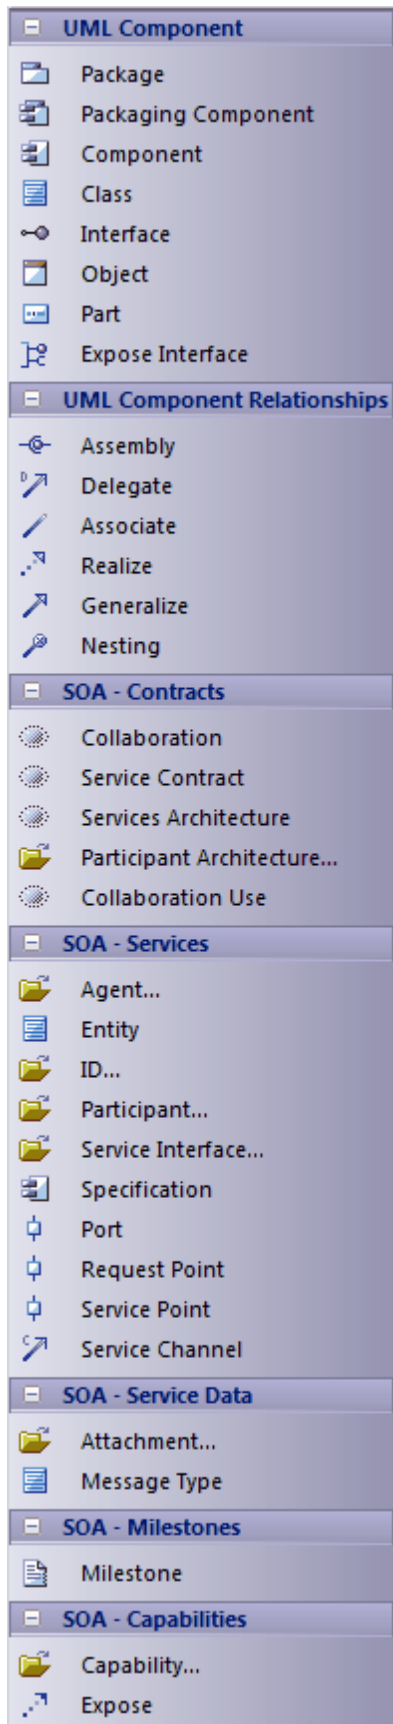 UML Component
Package
Packaging Component
Component
Class
Interface
Object
Part
Expose Interface
UML Component Relationships
Assembly
Delegate
Associate
Realize
Generalize
Nesting
SOA - Contracts
Collaboration
Service Contract
Services Architecture
Participant Architecture...
Collaboration Use
SOA - Services
Agent...
Entity
ID...
Participant...
Service Interface...
Specification
Port
Request Point
Service Point
Service Channel
SOA - Service Data
Attachment...
Message Type
SOA - Milestones
Milestone
SOA - Capabilities
Capability...
Expose